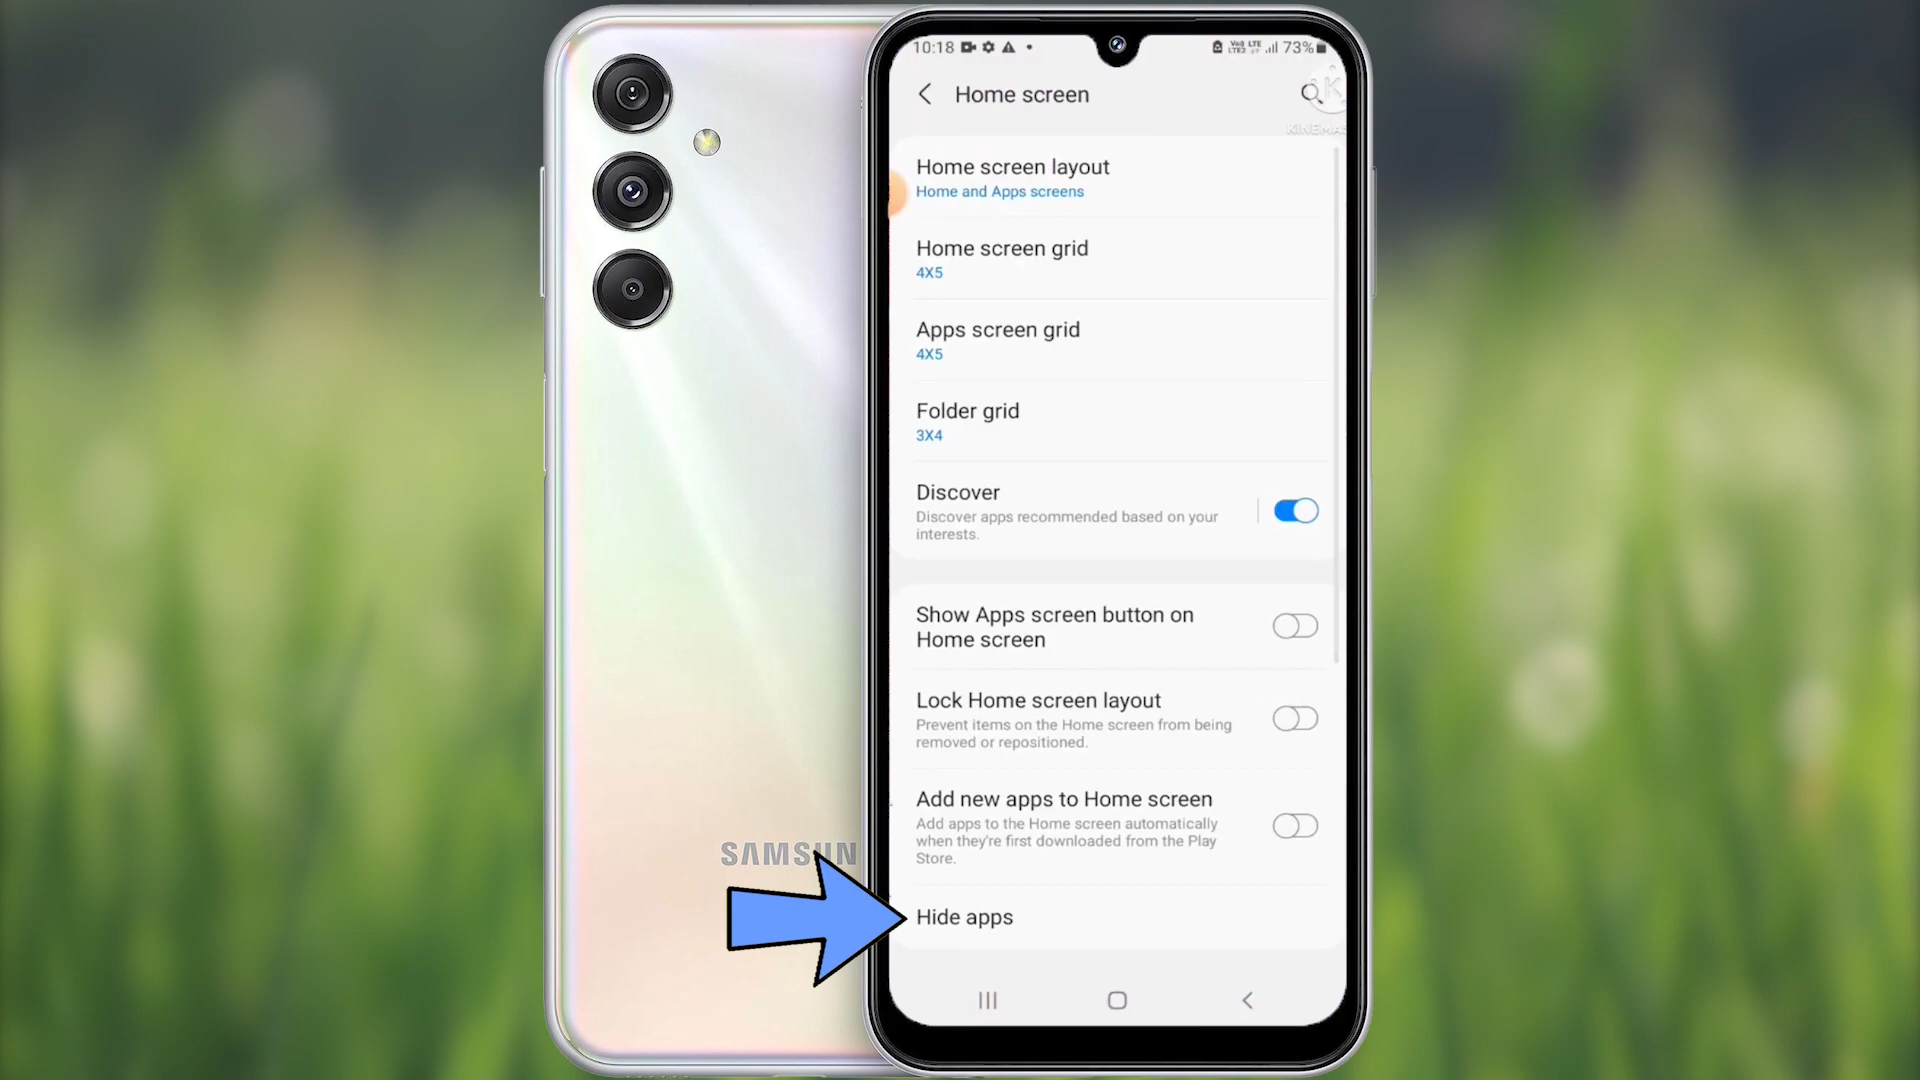 10:18
73%
Home screen
Home screen layout
Home and Apps screens
Home screen grid
4X5
Apps screen grid
4X5
Folder grid
3X4
Discover
Discover apps recommended based on your
interests.
Show Apps screen button on
Home screen
Lock Home screen layout
Prevent items on the Home screen from being
removed or repositioned.
Add new apps to Home screen
Add apps to the Home screen automatically
when they're first downloaded from the Play
Store.
Hide apps
SAMSUN